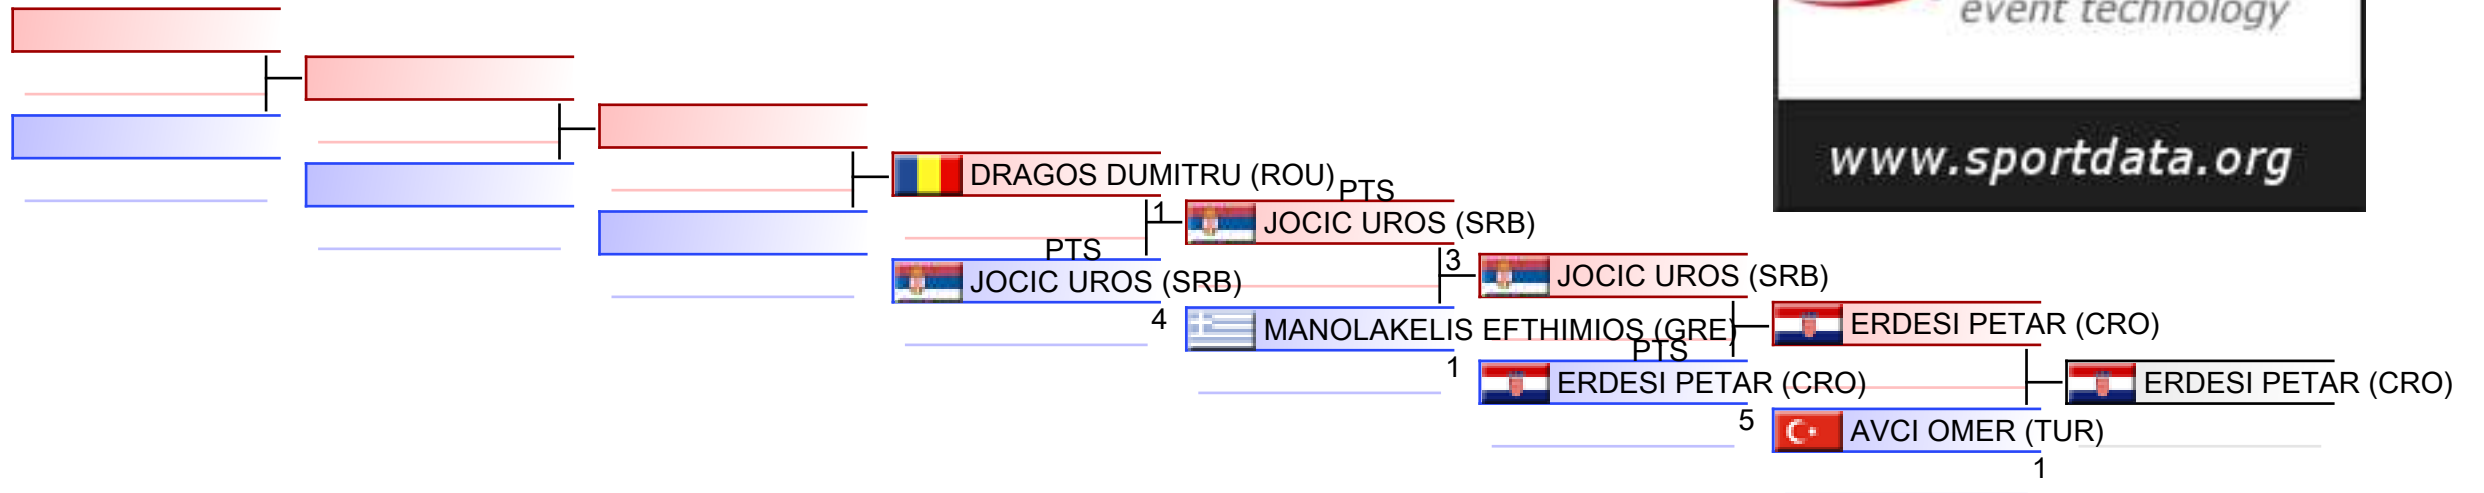 event technology
www.sportdata.org
DRAGOS DUMITRU (ROU)
PTS
1
JOCIC UROS (SRB)
PTS
JOCIC UROS (SRB)
3
JOCIC UROS (SRB)
4
MANOLAKELIS EFTHIMIOS (GRE)
ERDESI PETAR (CRO)
PTS
1
ERDESI PETAR (CRO)
ERDESI PETAR (CRO)
5
AVCI OMER (TUR)
1